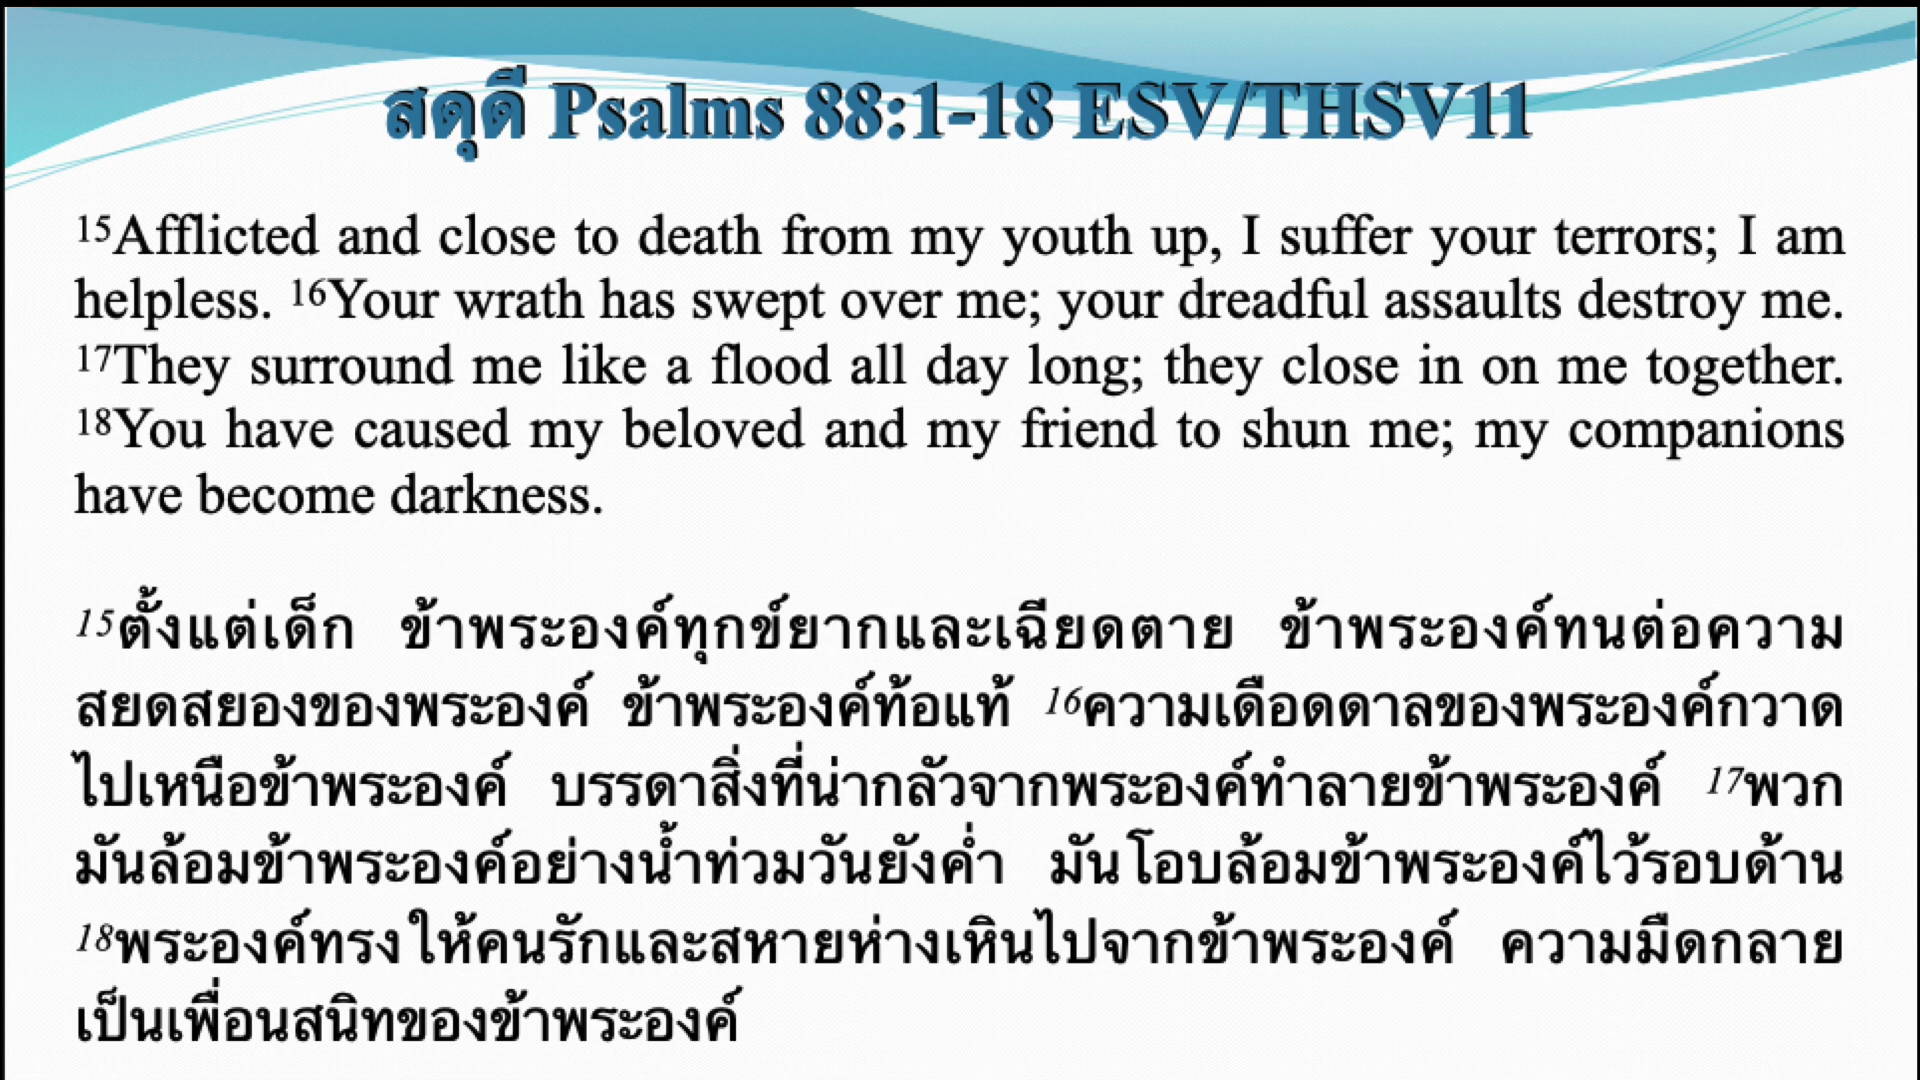 สดุดี Psalms 88:1-18 ESV/THSV11
15Afflicted and close to death from my youth up, I suffer your terrors; I am
helpless. 16Your wrath has swept over me; your dreadful assaults destroy me.
17They surround me like a flood all day long; they close in on me together.
18You have caused my beloved and my friend to shun me; my companions
have become darkness.
15ตั้งแต่เด็ก ข้าพระองค์ทุกข์ยากและเฉียดตาย ข้าพระองค์ทนต่อความ
สยดสยองของพระองค์ ข้าพระองค์ท้อแท้ 16ความเดือดดาลของพระองค์กวาด
ไปเหนือข้าพระองค์ บรรดาสิ่งที่น่ากลัวจากพระองค์ทำลายข้าพระองค์ 17พวก
มันล้อมข้าพระองค์อย่างน้ำท่วมวันยังค่ำ มันโอบล้อมข้าพระองค์ไว้รอบด้าน
18พระองค์ทรงให้คนรักและสหายห่างเหินไปจากข้าพระองค์ ความมืดกลาย
เป็นเพื่อนสนิทของข้าพระองค์